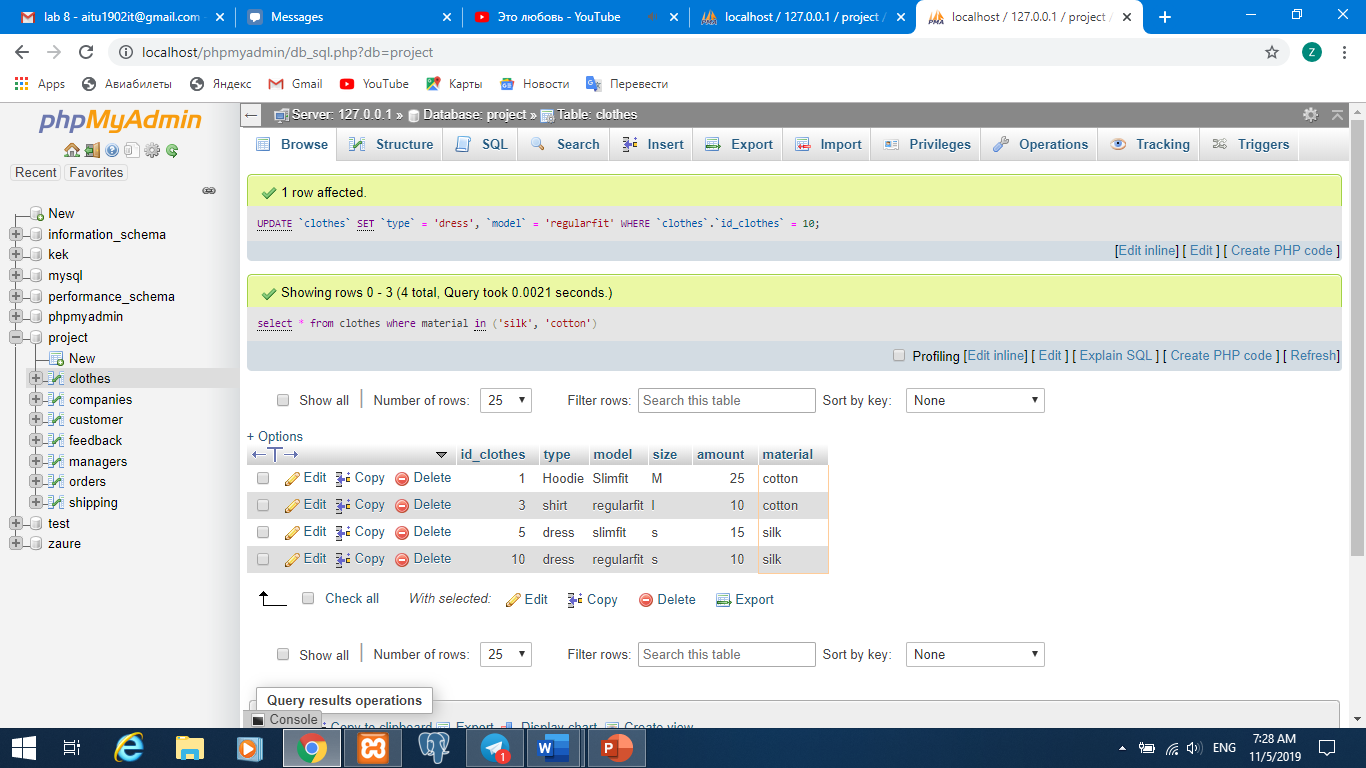 lab 8 - aitu1902it@gmail.com
Messages
Это любовь - YouTube
localhost / 127.0.0.1 / project /
localhost / 127.0.0.1 / project /
localhost/phpmyadmin/db_sql.php?db=project
Z
Apps
Авиабилеты
Яндекс
Gmail
YouTube
Карты
Новости
Перевести
phpMyAdmin
Recent
Favorites
New
information_schema
kek
mysql
performance_schema
phpmyadmin
project
New
clothes
companies
customer
feedback
managers
orders
shipping
test
zaure
Server: 127.0.0.1 » Database: project » Table: clothes
Browse Structure SQL Search Insert Export Import Privileges Operations Tracking Triggers
1 row affected.
UPDATE `clothes` SET `type` = 'dress', `model` = 'regularfit' WHERE `clothes`.`id_clothes` = 10;
[Edit inline] [ Edit ] [ Create PHP code ]
Showing rows 0 - 3 (4 total, Query took 0.0021 seconds.)
select * from clothes where material in ('silk', 'cotton')
Profiling [Edit inline] [ Edit ] [ Explain SQL ] [ Create PHP code ] [ Refresh]
Show all | Number of rows: 25 Filter rows: Search this table Sort by key: None
+ Options
id_clothes type model size amount material
Edit Copy Delete 1 Hoodie Slimfit M 25 cotton
Edit Copy Delete 3 shirt regularfit l 10 cotton
Edit Copy Delete 5 dress slimfit s 15 silk
Edit Copy Delete 10 dress regularfit s 10 silk
Check all With selected: Edit Copy Delete Export
Show all | Number of rows: 25 Filter rows: Search this table Sort by key: None
Query results operations
Console
Copy to clipboard Export Display chart Create view
1
ENG
7:28 AM
11/5/2019